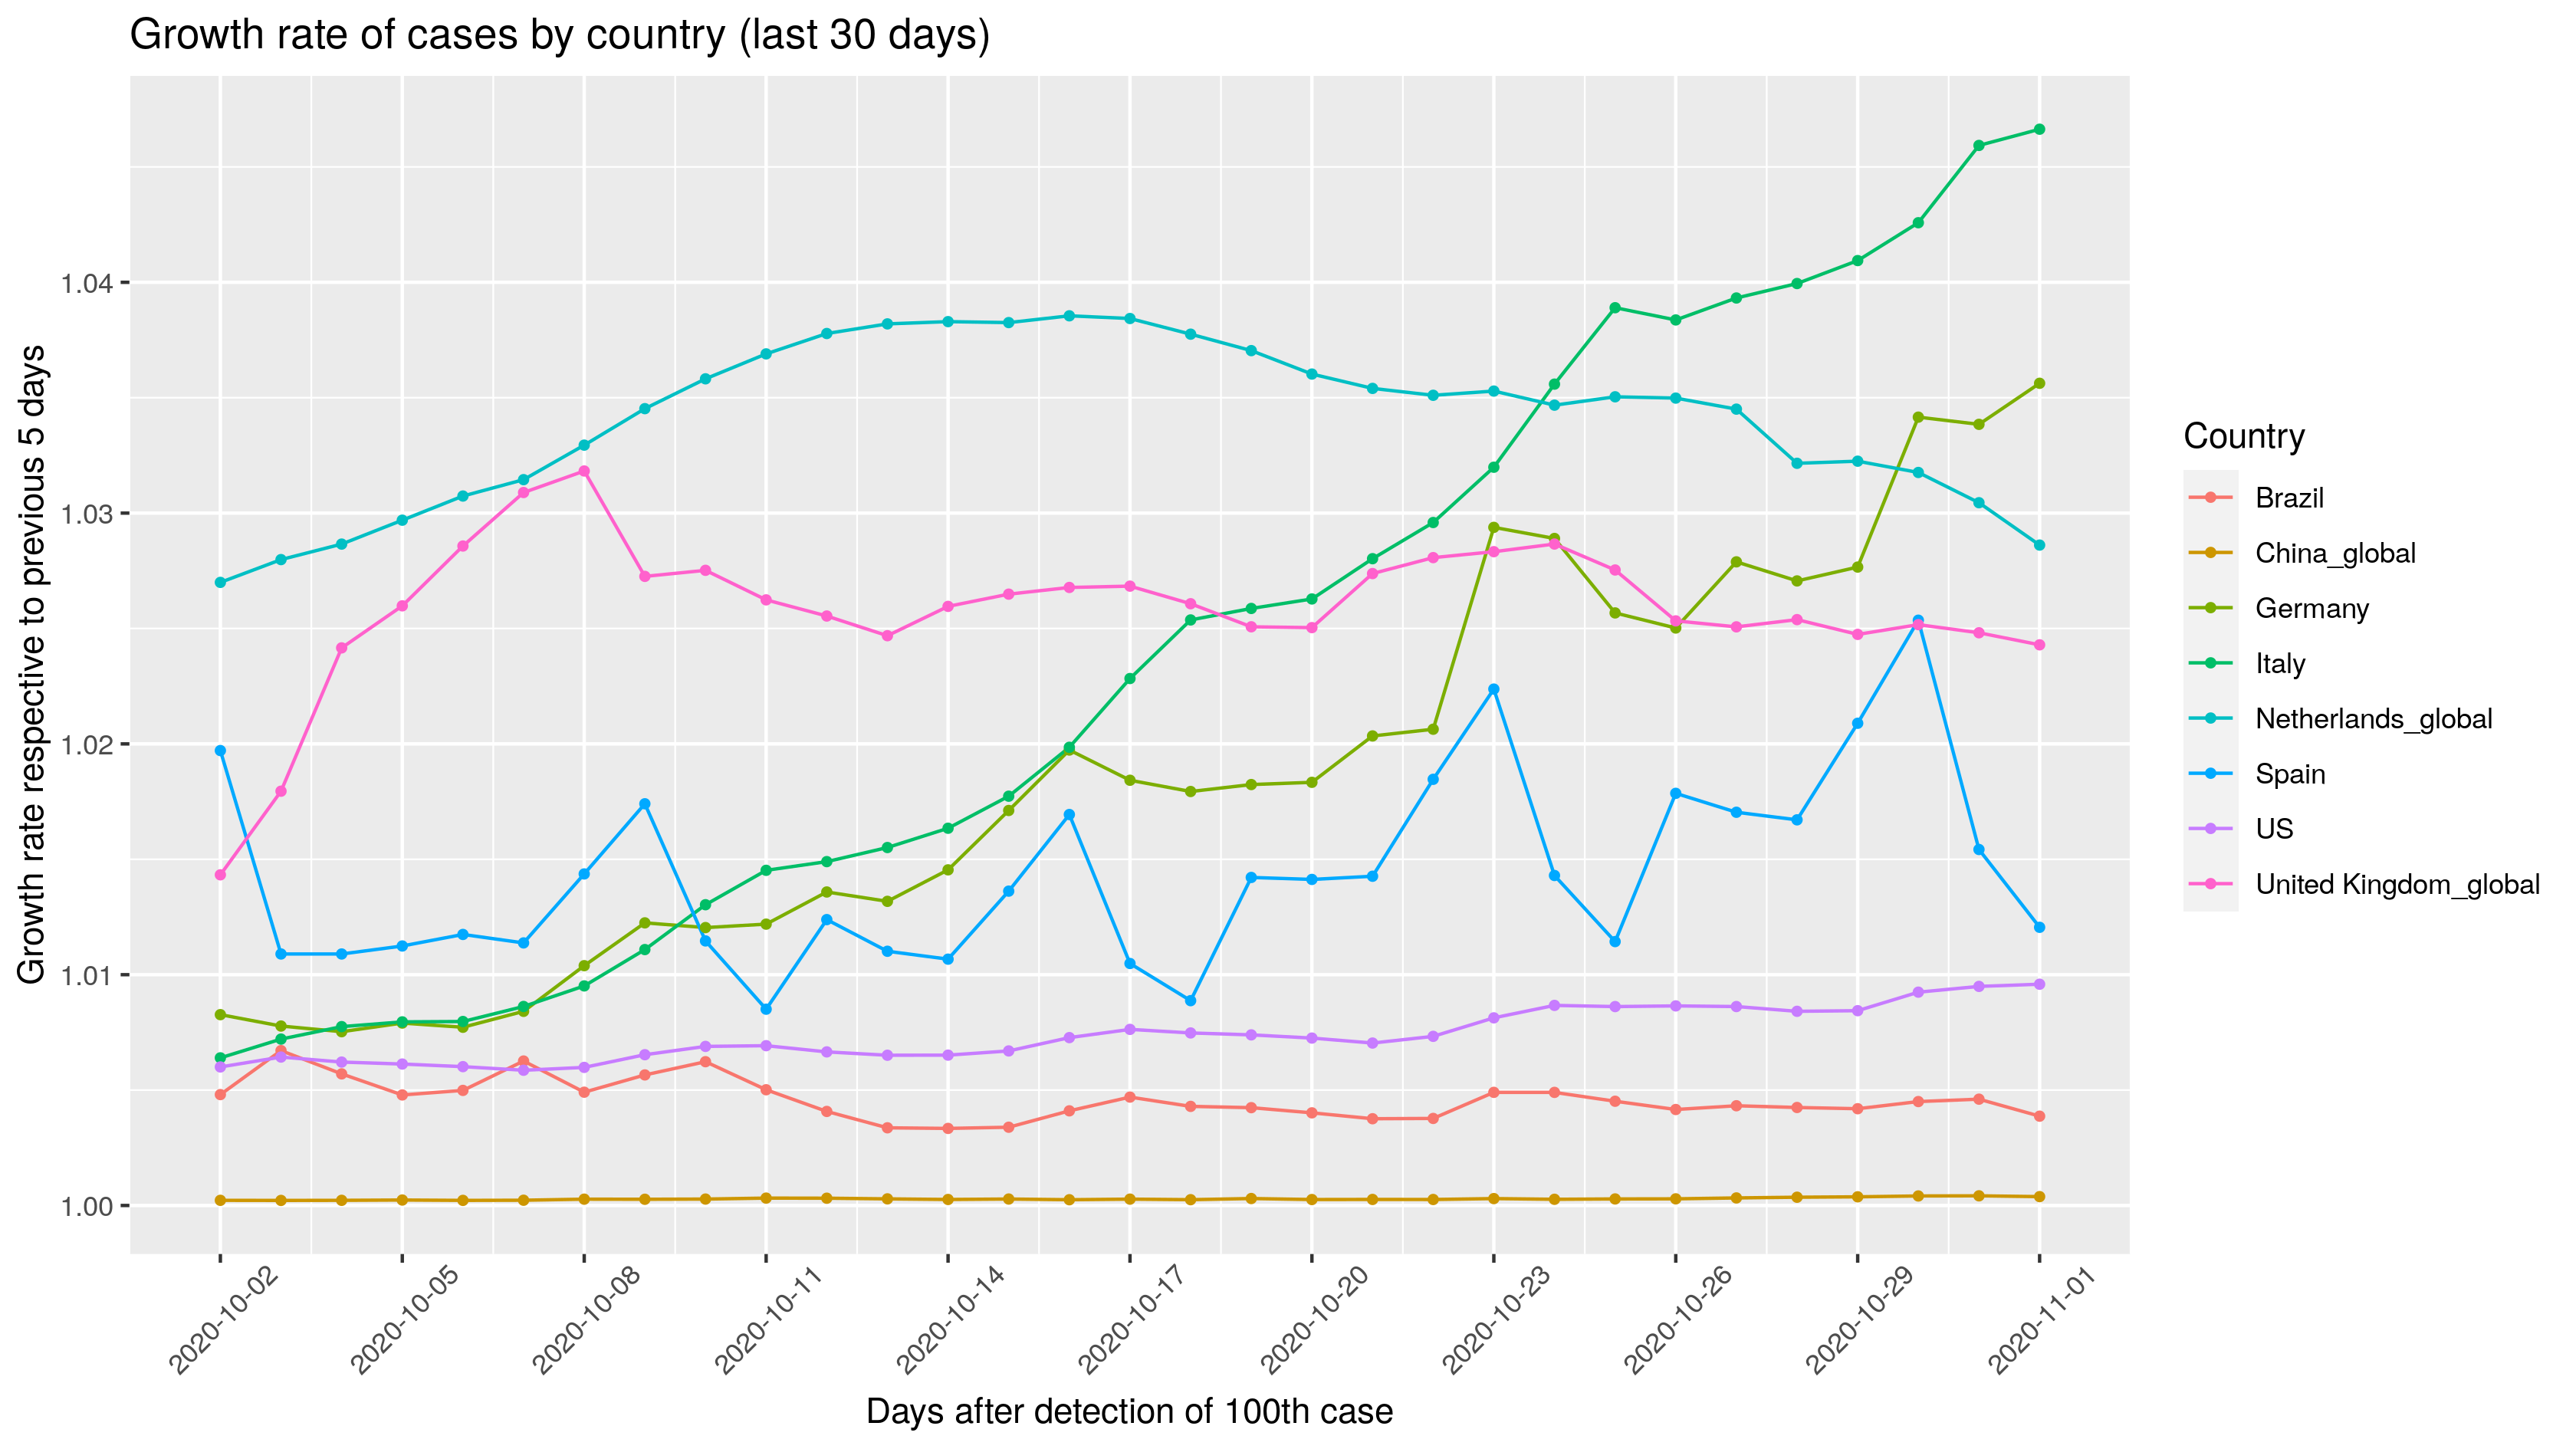 Growth rate of cases by country (last 30 days)
Growth rate respective to previous 5 days
1.04
1.03
1.02
1.01
1.00
2020-10-02
2020-10-05
2020-10-08
2020-10-11
2020-10-14
2020-10-17
2020-10-20
2020-10-23
2020-10-26
2020-10-29
2020-11-01
Days after detection of 100th case
Country
Brazil
China_global
Germany
Italy
Netherlands_global
Spain
US
United Kingdom_global